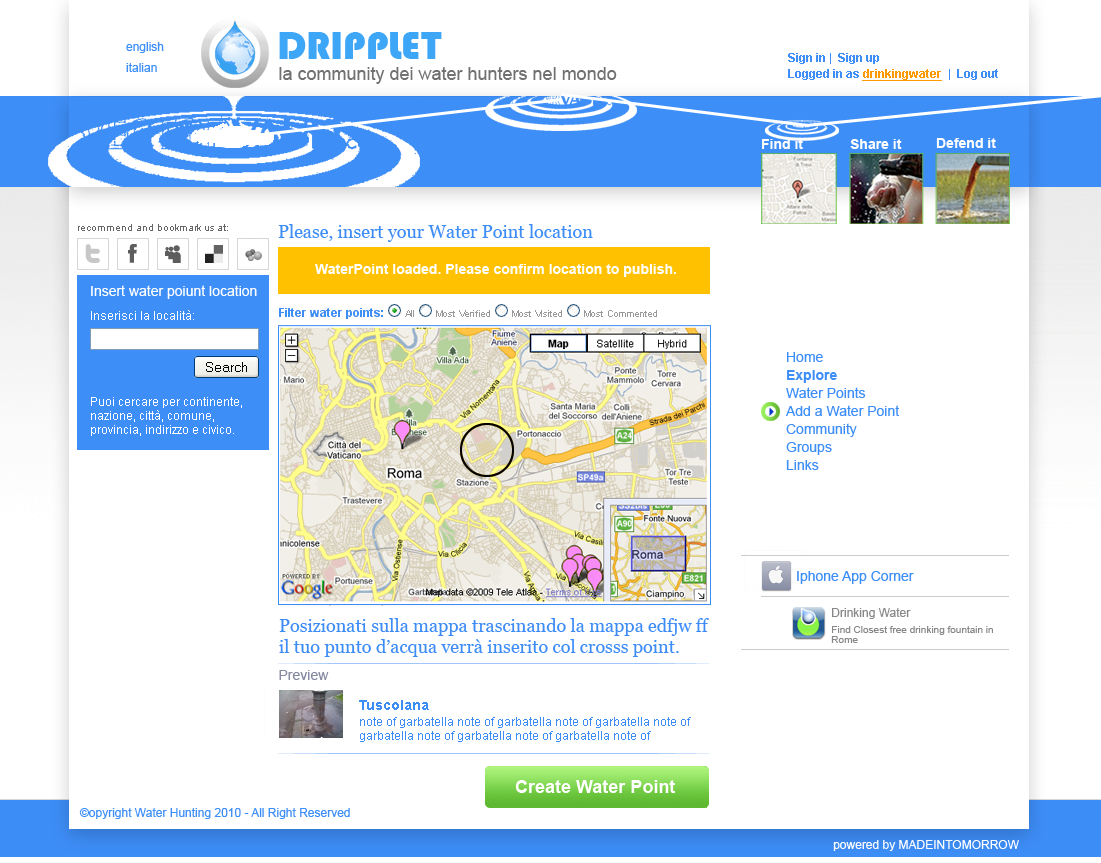 english
italian
DRIPPLET
la community dei water hunters nel mondo
Sign in | Sign up
Logged in as drinkingwater | Log out
Find it
Share it
Defend it
recommend and bookmark us at:
Insert water poiunt location
Inserisci la località:
Search
Puoi cercare per continente,
nazione, città, comune,
provincia, indirizzo e civico.
Please, insert your Water Point location
WaterPoint loaded. Please confirm location to publish.
Filter water points: All Most Verified Most Visited Most Commented
Map Satellite Hybrid
Fiume
Aniene
Villa Ada
Mario
Ponte
Mammolo
Torre
Cervara
Via Nomentana
Santa Maria
del Soccorso
Colli
dell'Aniene
Strada dei Parchi
A24
Portonaccio
Città del
Vaticano
Roma
Stazione
SP49a
Tor Tre
Teste
Trastevere
nicolense
Via Ostense
Via Cilicia
Via Casili
Portuense
Fonte Nuova
A90
Roma
E821
Ciampino
POWERED BY
Google
Map data ©2009 Tele Atlas - Terms of
Posizionati sulla mappa trascinando la mappa edfjw ff
il tuo punto d'acqua verrà inserito col crosss point.
Preview
Tuscolana
note of garbatella note of garbatella note of garbatella note of
garbatella note of garbatella note of garbatella note of
Create Water Point
Home
Explore
Water Points
Add a Water Point
Community
Groups
Links
Iphone App Corner
Drinking Water
Find Closest free drinking fountain in
Rome
©opyright Water Hunting 2010 - All Right Reserved
powered by MADEINTOMORROW